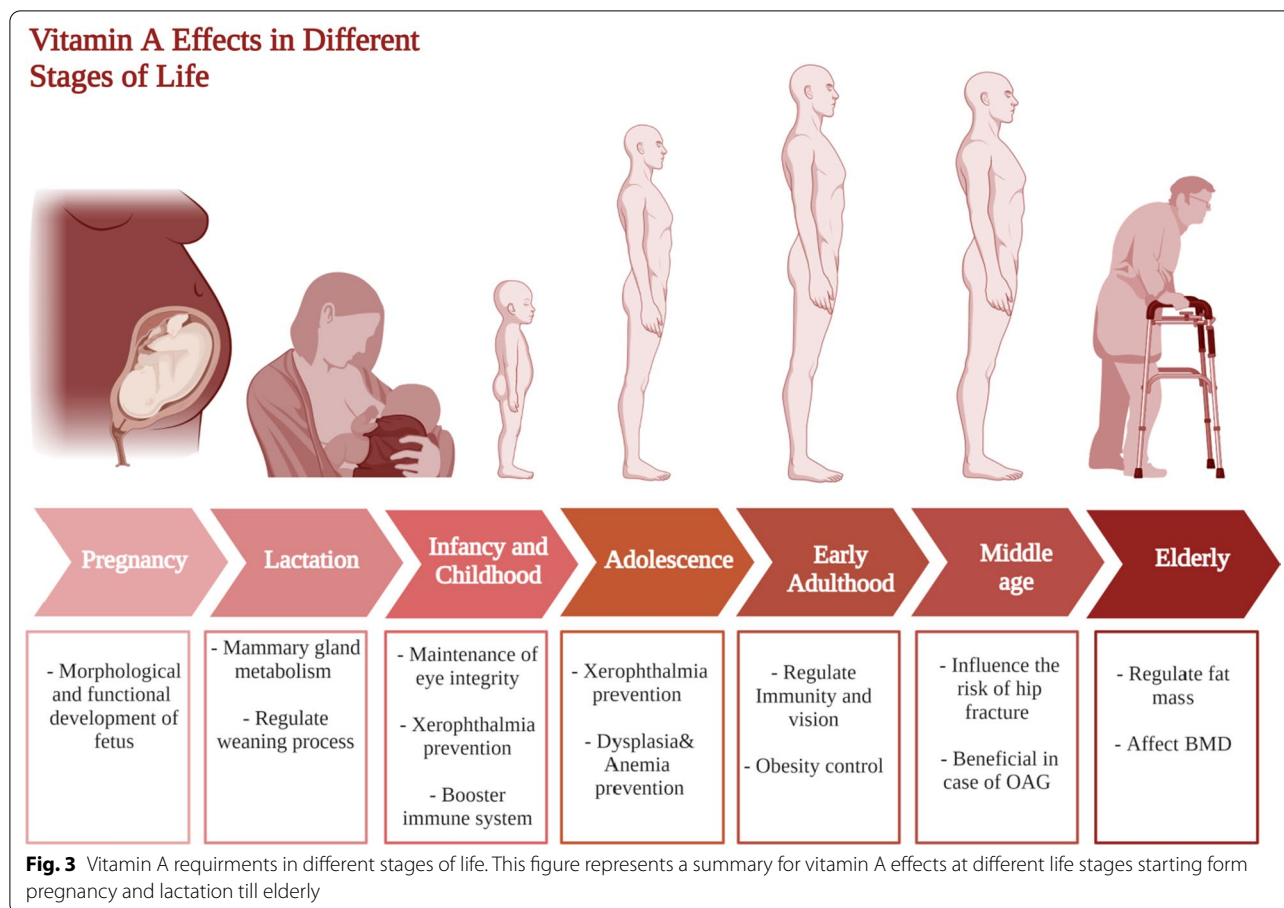 Vitamin A Effects in Different
Stages of Life
Pregnancy
Lactation
Infancy and
Childhood
Adolescence
Early
Adulthood
Middle
age
Elderly
- Morphological
and functional
development of
fetus
- Mammary gland
metabolism
- Regulate
weaning process
- Maintenance of
eye integrity
- Xerophthalmia
prevention
- Booster
immune system
- Xerophthalmia
prevention
- Dysplasia&
Anemia
prevention
- Regulate
Immunity and
vision
- Obesity control
- Influence the
risk of hip
fracture
- Beneficial in
case of OAG
- Regulate fat
mass
- Affect BMD
Fig. 3 Vitamin A requirments in different stages of life. This figure represents a summary for vitamin A effects at different life stages starting form
pregnancy and lactation till elderly